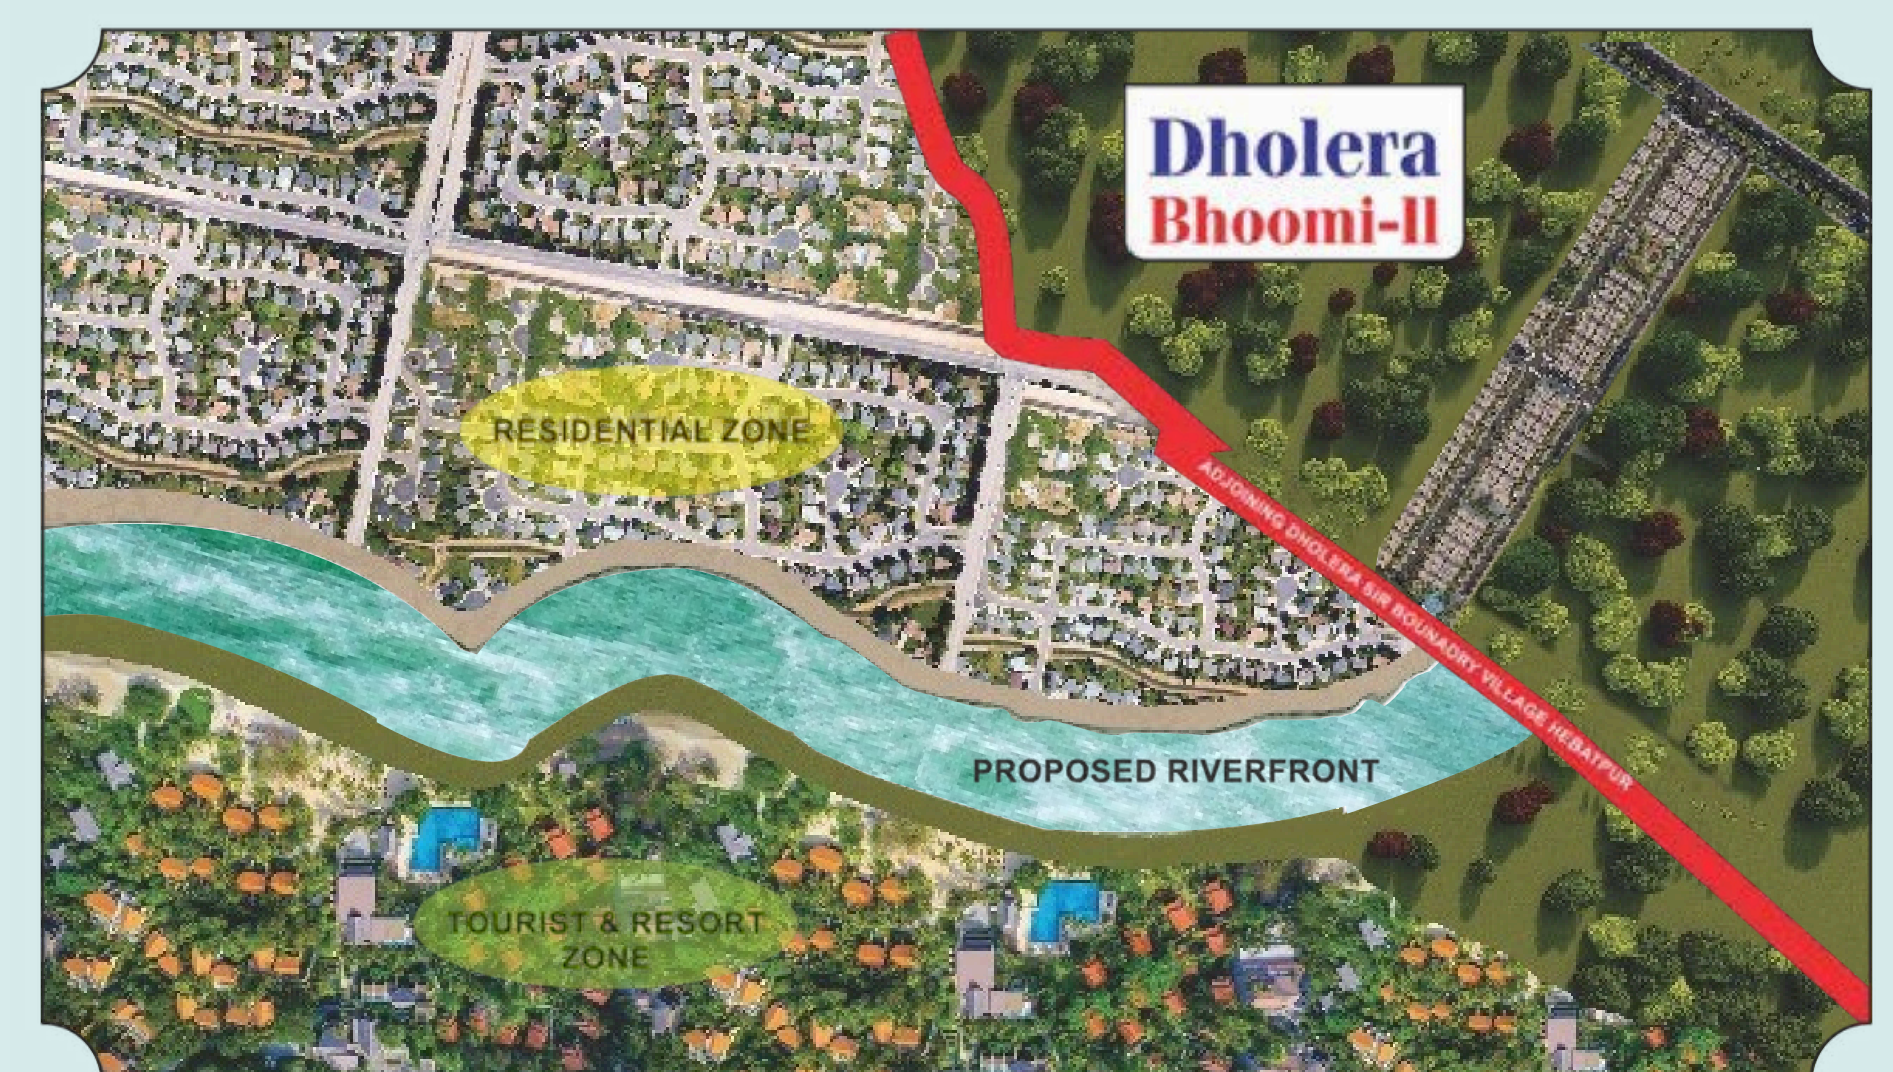 Dholera
Bhoomi-II
RESIDENTIAL ZONE
ADJOINING DHOLERA SIR BOUNADRY VILLAGE HEBATPUR
PROPOSED RIVERFRONT
TOURIST & RESORT
ZONE